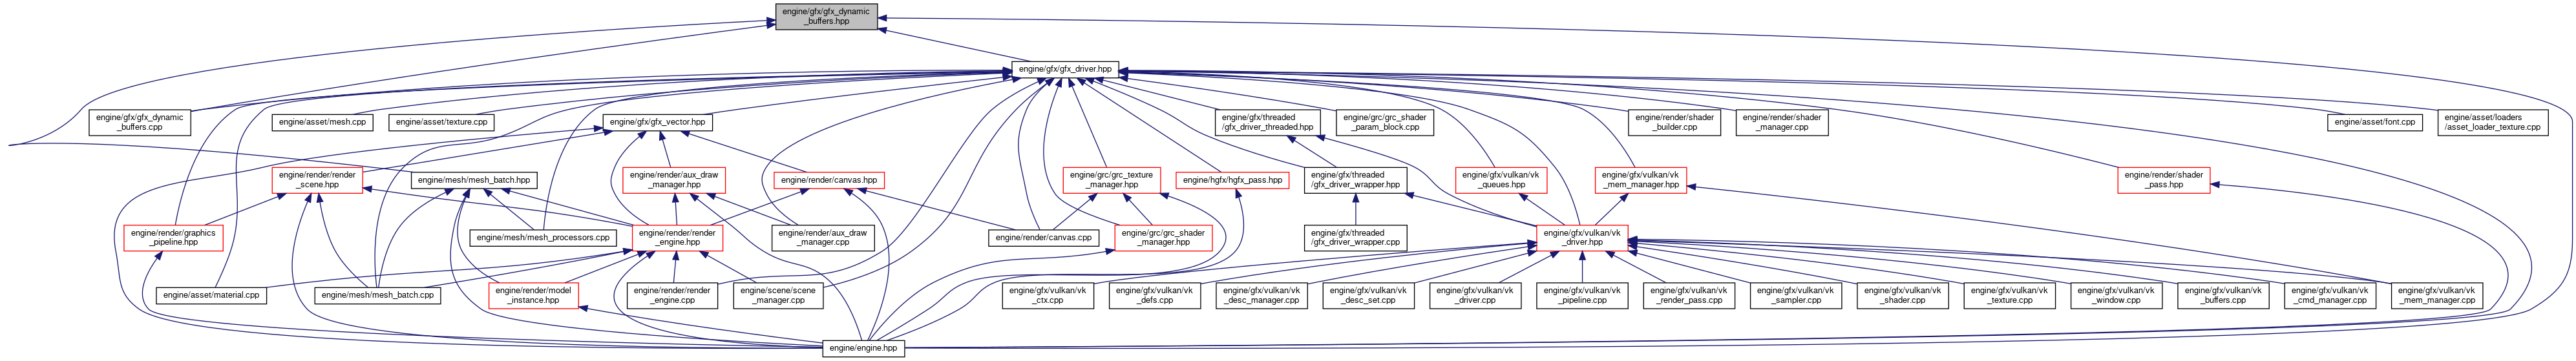 engine/gfx/gfx_dynamic
_buffers.hpp
engine/gfx/gfx_driver.hpp
engine/gfx/gfx_dynamic
_buffers.cpp
engine/asset/mesh.cpp
engine/asset/texture.cpp
engine/gfx/gfx_vector.hpp
engine/gfx/threaded
/gfx_driver_threaded.hpp
engine/grc/grc_shader
_param_block.cpp
engine/render/shader
_builder.cpp
engine/render/shader
_manager.cpp
engine/asset/font.cpp
engine/asset/loaders
/asset_loader_texture.cpp
engine/render/render
_scene.hpp
engine/mesh/mesh_batch.hpp
engine/render/aux_draw
_manager.hpp
engine/render/canvas.hpp
engine/grc/grc_texture
_manager.hpp
engine/hgfx/hgfx_pass.hpp
engine/gfx/threaded
/gfx_driver_wrapper.hpp
engine/gfx/vulkan/vk
_queues.hpp
engine/gfx/vulkan/vk
_mem_manager.hpp
engine/render/shader
_pass.hpp
engine/render/graphics
_pipeline.hpp
engine/mesh/mesh_processors.cpp
engine/render/render
_engine.hpp
engine/render/aux_draw
_manager.cpp
engine/render/canvas.cpp
engine/grc/grc_shader
_manager.hpp
engine/gfx/threaded
/gfx_driver_wrapper.cpp
engine/gfx/vulkan/vk
_driver.hpp
engine/asset/material.cpp
engine/mesh/mesh_batch.cpp
engine/render/model
_instance.hpp
engine/render/render
_engine.cpp
engine/scene/scene
_manager.cpp
engine/gfx/vulkan/vk
_ctx.cpp
engine/gfx/vulkan/vk
_defs.cpp
engine/gfx/vulkan/vk
_desc_manager.cpp
engine/gfx/vulkan/vk
_desc_set.cpp
engine/gfx/vulkan/vk
_driver.cpp
engine/gfx/vulkan/vk
_pipeline.cpp
engine/gfx/vulkan/vk
_render_pass.cpp
engine/gfx/vulkan/vk
_sampler.cpp
engine/gfx/vulkan/vk
_shader.cpp
engine/gfx/vulkan/vk
_texture.cpp
engine/gfx/vulkan/vk
_window.cpp
engine/gfx/vulkan/vk
_buffers.cpp
engine/gfx/vulkan/vk
_cmd_manager.cpp
engine/gfx/vulkan/vk
_mem_manager.cpp
engine/engine.hpp